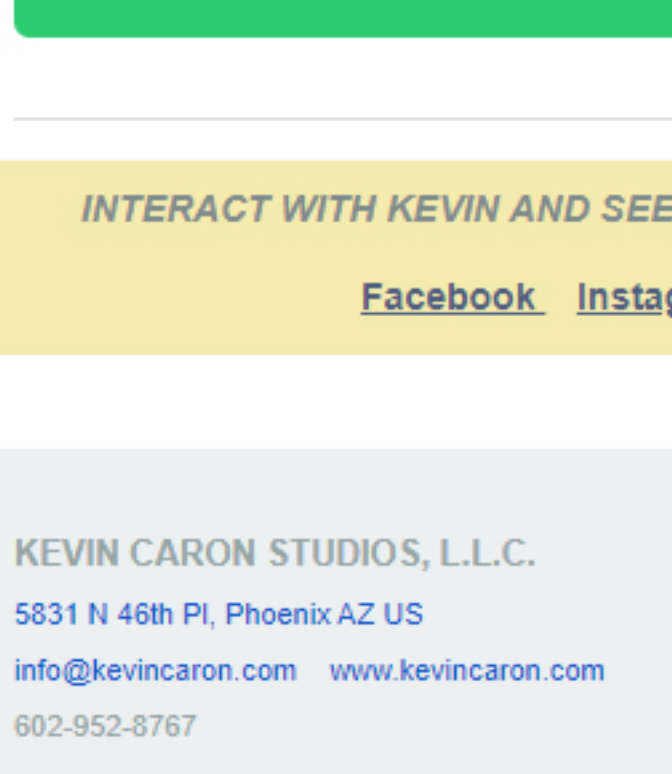 INTERACT WITH KEVIN AND SEE
Facebook Instag
KEVIN CARON STUDIOS, L.L.C.
5831 N 46th Pl, Phoenix AZ US
info@kevincaron.com www.kevincaron.com
602-952-8767